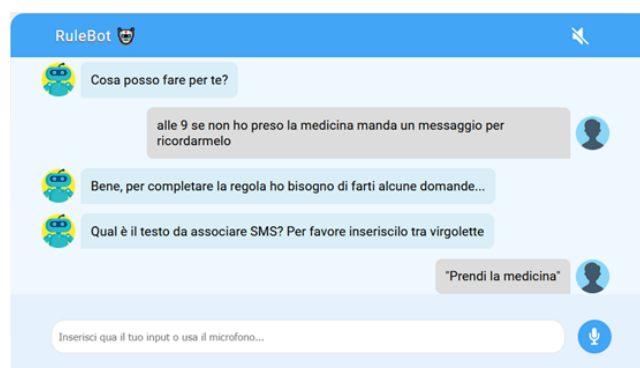 RuleBot
Cosa posso fare per te?
alle 9 se non ho preso la medicina manda un messaggio per
ricordarmelo
Bene, per completare la regola ho bisogno di farti alcune domande...
Qual è il testo da associare SMS? Per favore inseriscilo tra virgolette
"Prendi la medicina"
Inserisci qua il tuo input o usa il microfono...